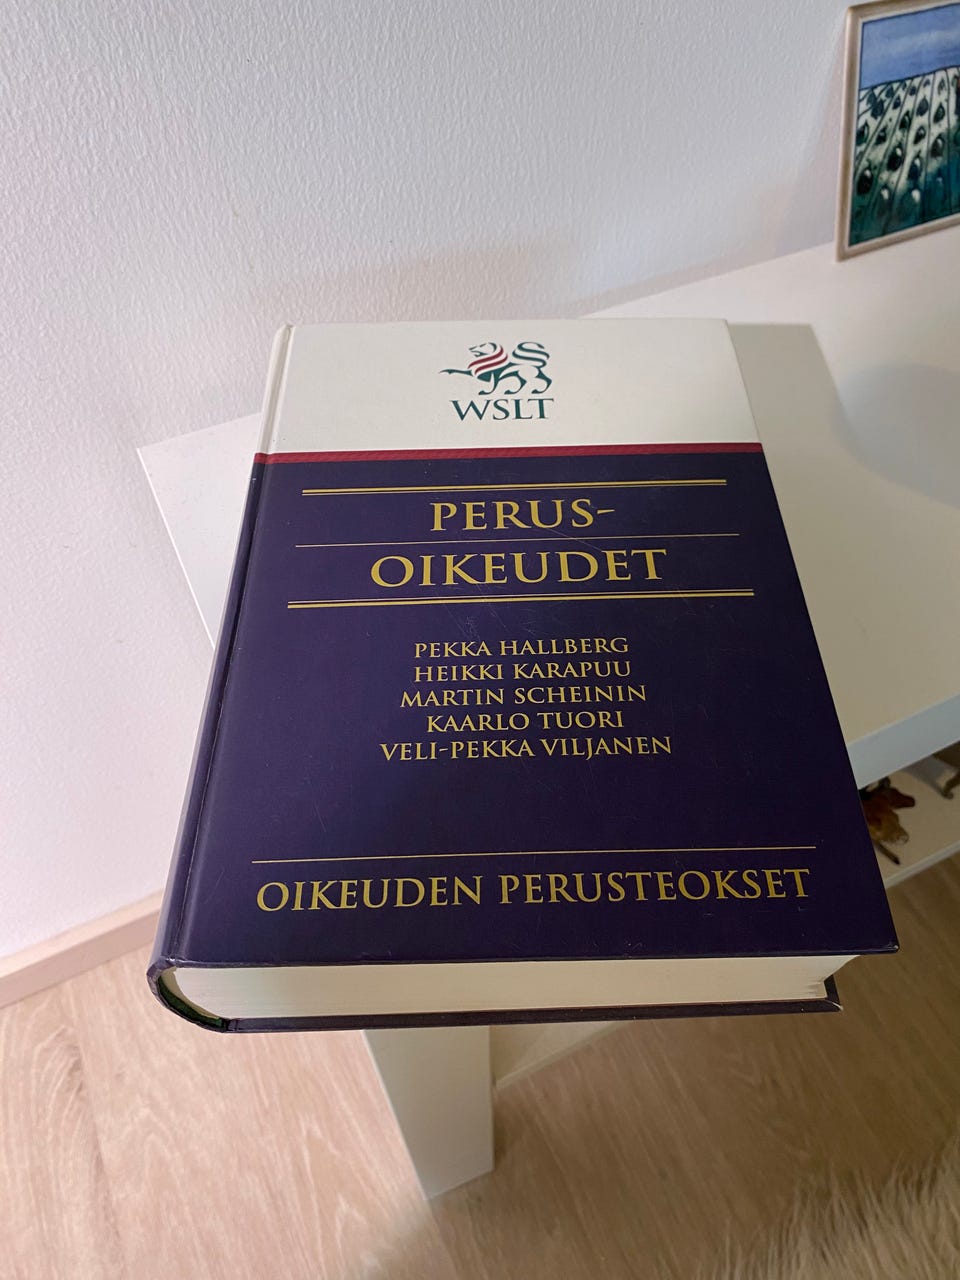 WSLT
PERUS-
OIKEUDET
PEKKA HALLBERG
HEIKKI KARAPUU
MARTIN SCHEININ
KAARLO TUORI
VELI-PEKKA VILJANEN
OIKEUDEN PERUSTEOKSET